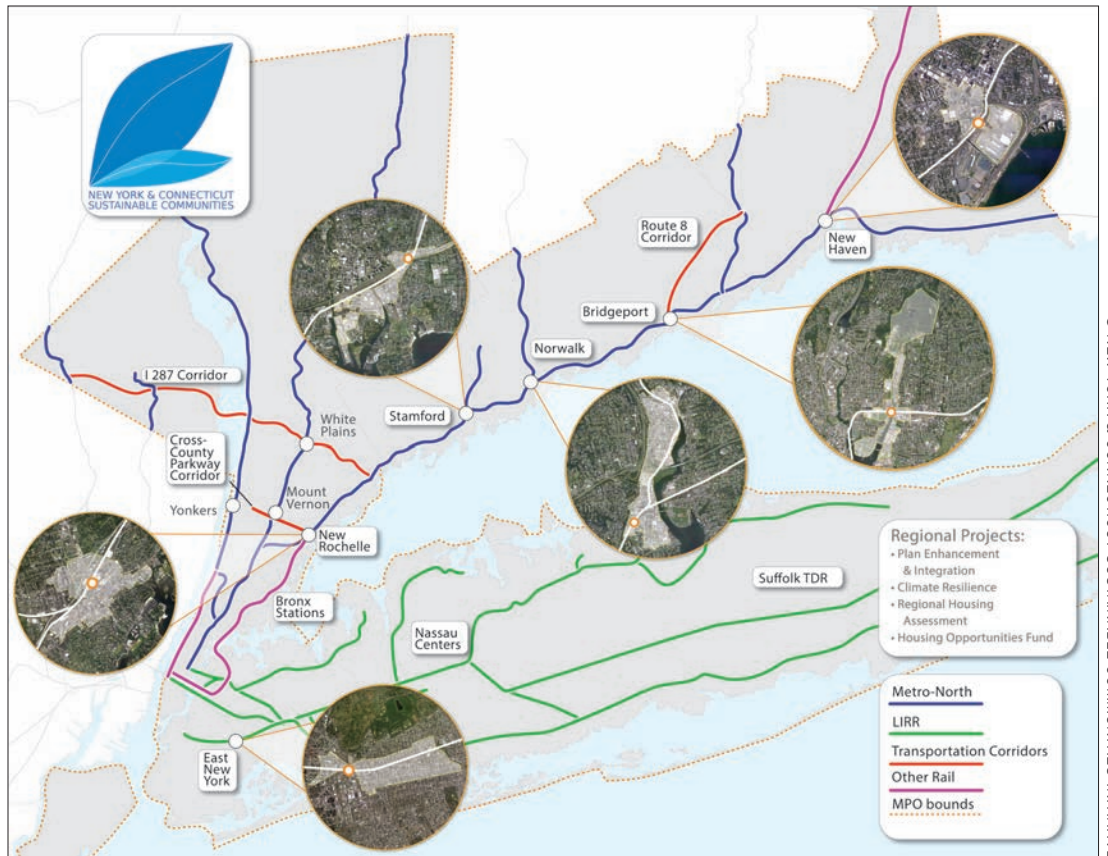 NEW YORK & CONNECTICUT
SUSTAINABLE COMMUNITIES
Route 8
Corridor
New
Haven
Bridgeport
Norwalk
I 287 Corridor
Stamford
White
Plains
Cross-
County
Parkway
Corridor
Mount
Vernon
Yonkers
New
Rochelle
Bronx
Stations
Nassau
Centers
Suffolk TDR
East
New
York
Regional Projects:
• Plan Enhancement
& Integration
• Climate Resilience
• Regional Housing
Assessment
• Housing Opportunities Fund
Metro-North
LIRR
Transportation Corridors
Other Rail
MPO bounds